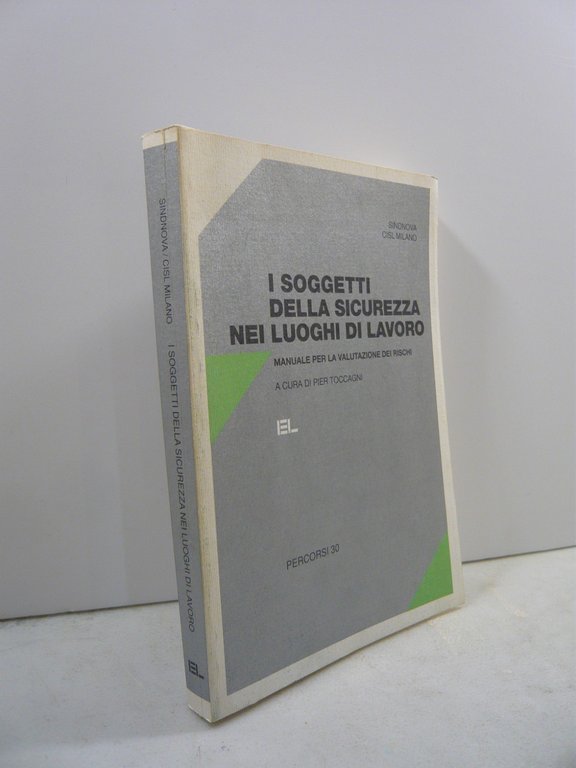 SINDNOVA
CISL-MILANO
I SOGGETTI
DELLA SICUREZZA
NEI LUOGHI DI LAVORO
MANUALE PER LA VALUTAZIONE DEI RISCHI
A CURA DI PIER TOCCAGNI
EL
PERCORSI 30
SINDNOVA / CISL MILANO I SOGGETTI DELLA SICUREZZA NEI LUOGHI DI LAVORO
EL